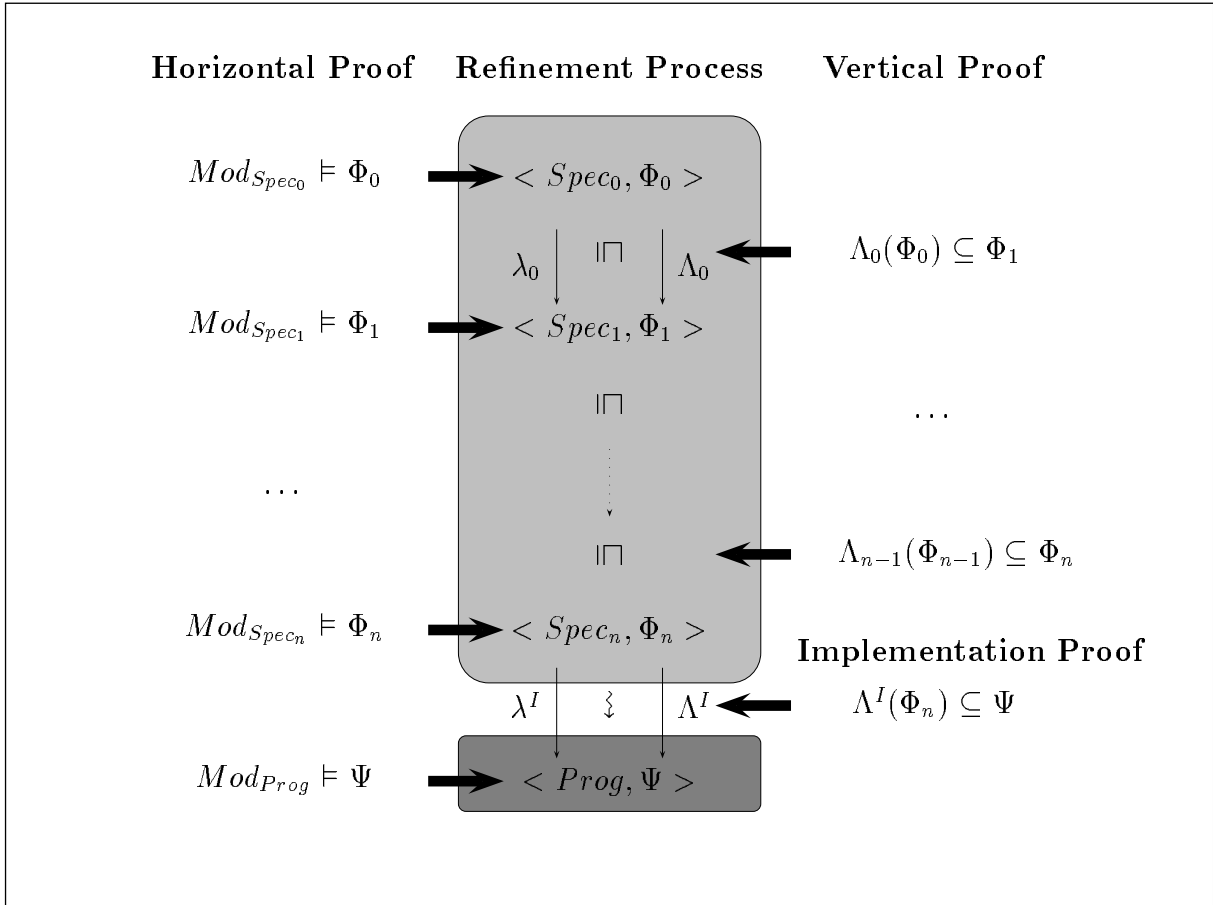 Horizontal Proof Refinement Process Vertical Proof
Mod_{Spec_0} ⊨ Φ_0 < Spec_0, Φ_0 >
λ_0 |⊓ Λ_0 Λ_0(Φ_0) ⊆ Φ_1
Mod_{Spec_1} ⊨ Φ_1 < Spec_1, Φ_1 >
|⊓ ...
...
|⊓ Λ_{n−1}(Φ_{n−1}) ⊆ Φ_n
Mod_{Spec_n} ⊨ Φ_n < Spec_n, Φ_n >
Implementation Proof
λ^I ⇝ Λ^I Λ^I(Φ_n) ⊆ Ψ
Mod_{Prog} ⊨ Ψ < Prog, Ψ >